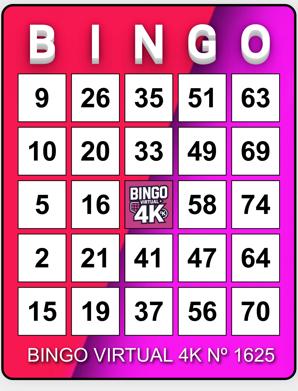 B I N G O
9 26 35 51 63
10 20 33 49 69
5 16 BINGO VIRTUAL 4K 58 74
2 21 41 47 64
15 19 37 56 70
BINGO VIRTUAL 4K Nº 1625